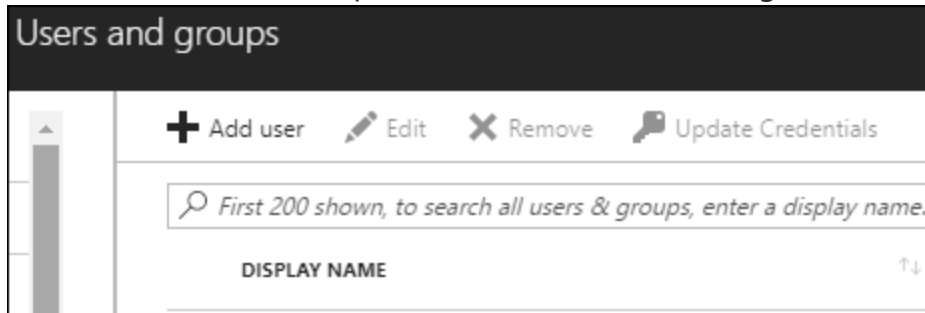 Users and groups
Add user Edit Remove Update Credentials
First 200 shown, to search all users & groups, enter a display name.
DISPLAY NAME